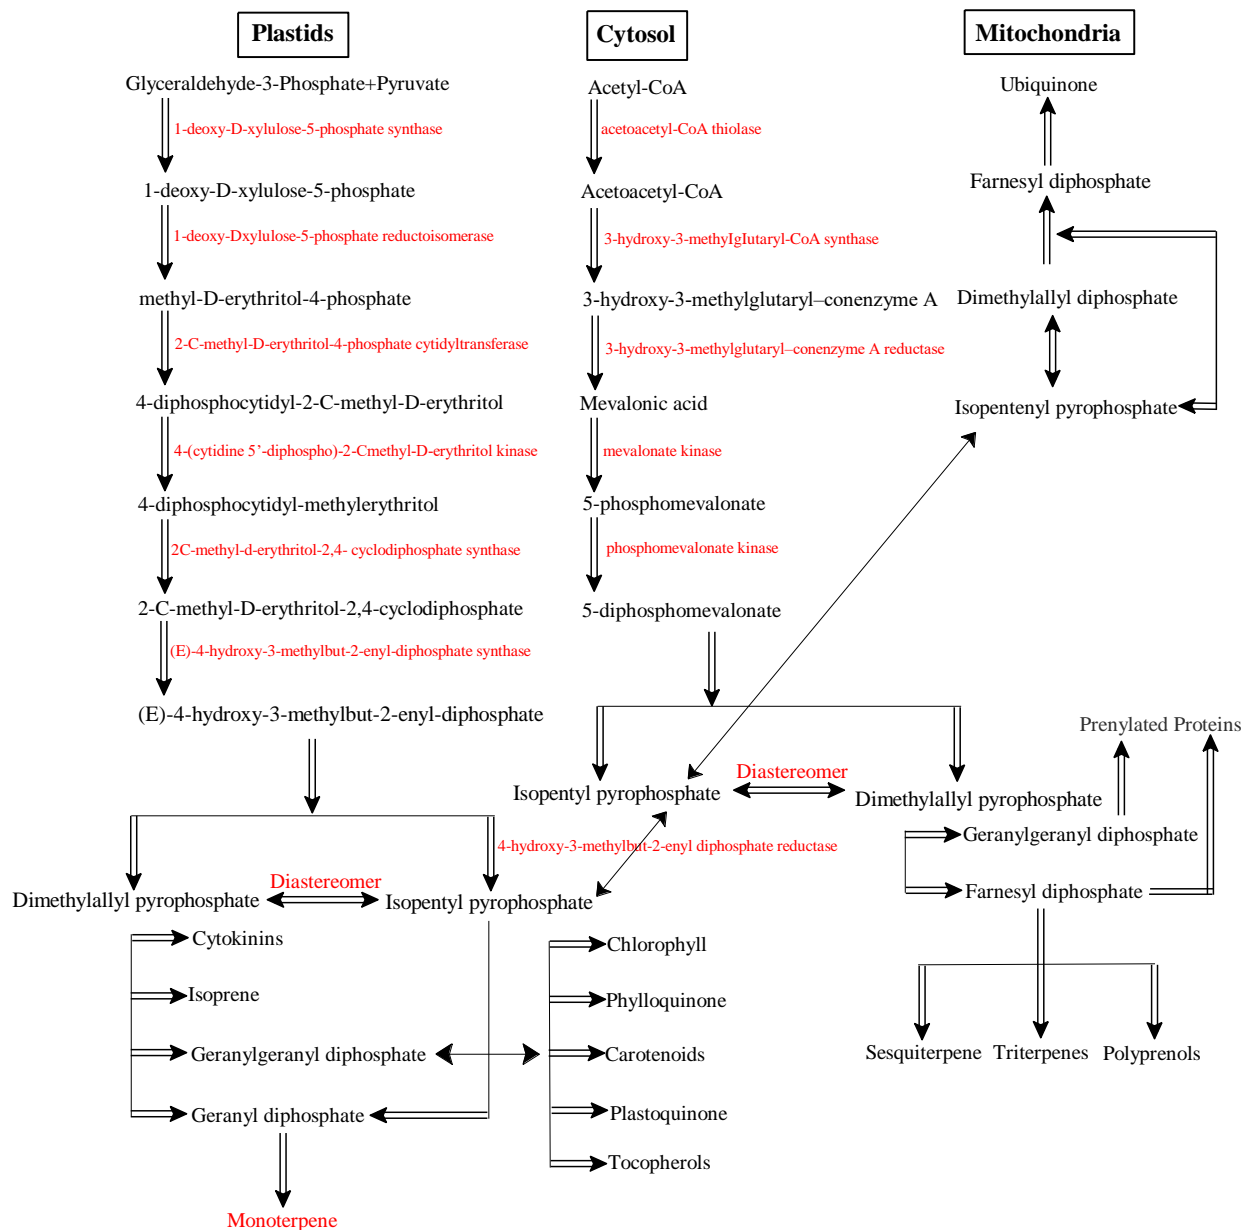 Plastids
Cytosol
Mitochondria
Glyceraldehyde-3-Phosphate+Pyruvate
1-deoxy-D-xylulose-5-phosphate synthase
1-deoxy-D-xylulose-5-phosphate
1-deoxy-Dxylulose-5-phosphate reductoisomerase
methyl-D-erythritol-4-phosphate
2-C-methyl-D-erythritol-4-phosphate cytidyltransferase
4-diphosphocytidyl-2-C-methyl-D-erythritol
4-(cytidine 5’-diphospho)-2-Cmethyl-D-erythritol kinase
4-diphosphocytidyl-methylerythritol
2C-methyl-d-erythritol-2,4- cyclodiphosphate synthase
2-C-methyl-D-erythritol-2,4-cyclodiphosphate
(E)-4-hydroxy-3-methylbut-2-enyl-diphosphate synthase
(E)-4-hydroxy-3-methylbut-2-enyl-diphosphate
Acetyl-CoA
acetoacetyl-CoA thiolase
Acetoacetyl-CoA
3-hydroxy-3-methyIgIutaryl-CoA synthase
3-hydroxy-3-methylglutaryl–conenzyme A
3-hydroxy-3-methylglutaryl–conenzyme A reductase
Mevalonic acid
mevalonate kinase
5-phosphomevalonate
phosphomevalonate kinase
5-diphosphomevalonate
Ubiquinone
Farnesyl diphosphate
Dimethylallyl diphosphate
Isopentenyl pyrophosphate
Prenylated Proteins
Isopentyl pyrophosphate
Diastereomer
Dimethylallyl pyrophosphate
Geranylgeranyl diphosphate
Farnesyl diphosphate
Sesquiterpene
Triterpenes
Polyprenols
4-hydroxy-3-methylbut-2-enyl diphosphate reductase
Dimethylallyl pyrophosphate
Diastereomer
Isopentyl pyrophosphate
Cytokinins
Isoprene
Geranylgeranyl diphosphate
Geranyl diphosphate
Monoterpene
Chlorophyll
Phylloquinone
Carotenoids
Plastoquinone
Tocopherols